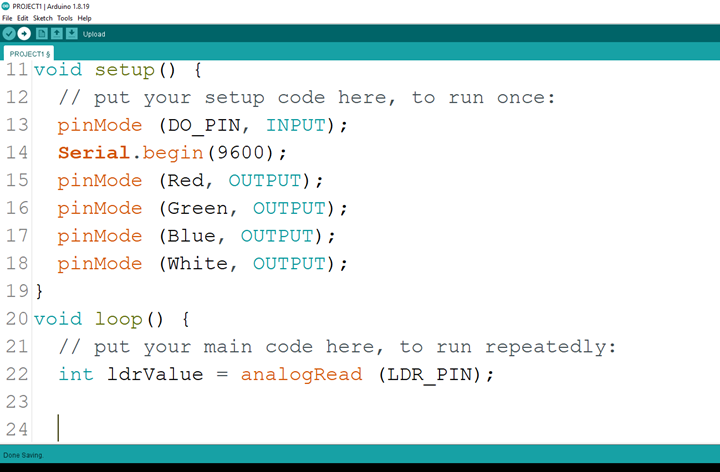 PROJECT1 | Arduino 1.8.19
File Edit Sketch Tools Help
Upload
PROJECT1 §
11 void setup() {
12 // put your setup code here, to run once:
13 pinMode (DO_PIN, INPUT);
14 Serial.begin(9600);
15 pinMode (Red, OUTPUT);
16 pinMode (Green, OUTPUT);
17 pinMode (Blue, OUTPUT);
18 pinMode (White, OUTPUT);
19 }
20 void loop() {
21 // put your main code here, to run repeatedly:
22 int ldrValue = analogRead (LDR_PIN);
23
24
Done Saving.